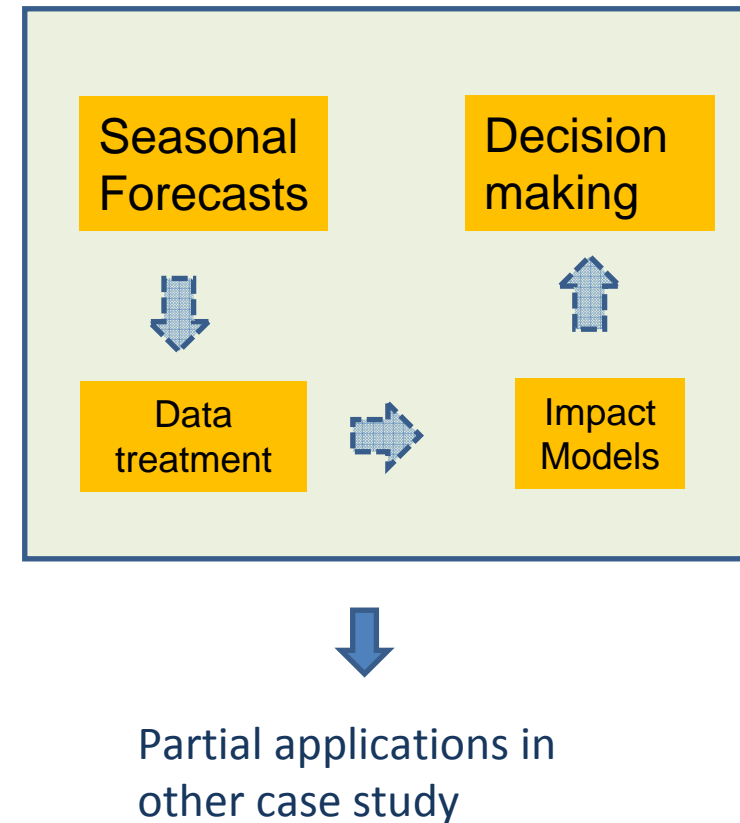 Seasonal
Forecasts
Decision
making
Data
treatment
Impact
Models
Partial applications in
other case study